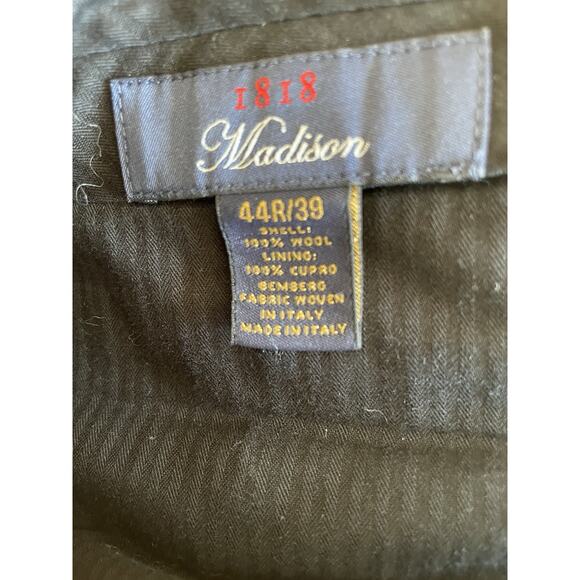 1818
Madison
44R/39
SHELL:
100% WOOL
LINING:
100% CUPRO
BEMBERG
FABRIC WOVEN
IN ITALY
MADE IN ITALY